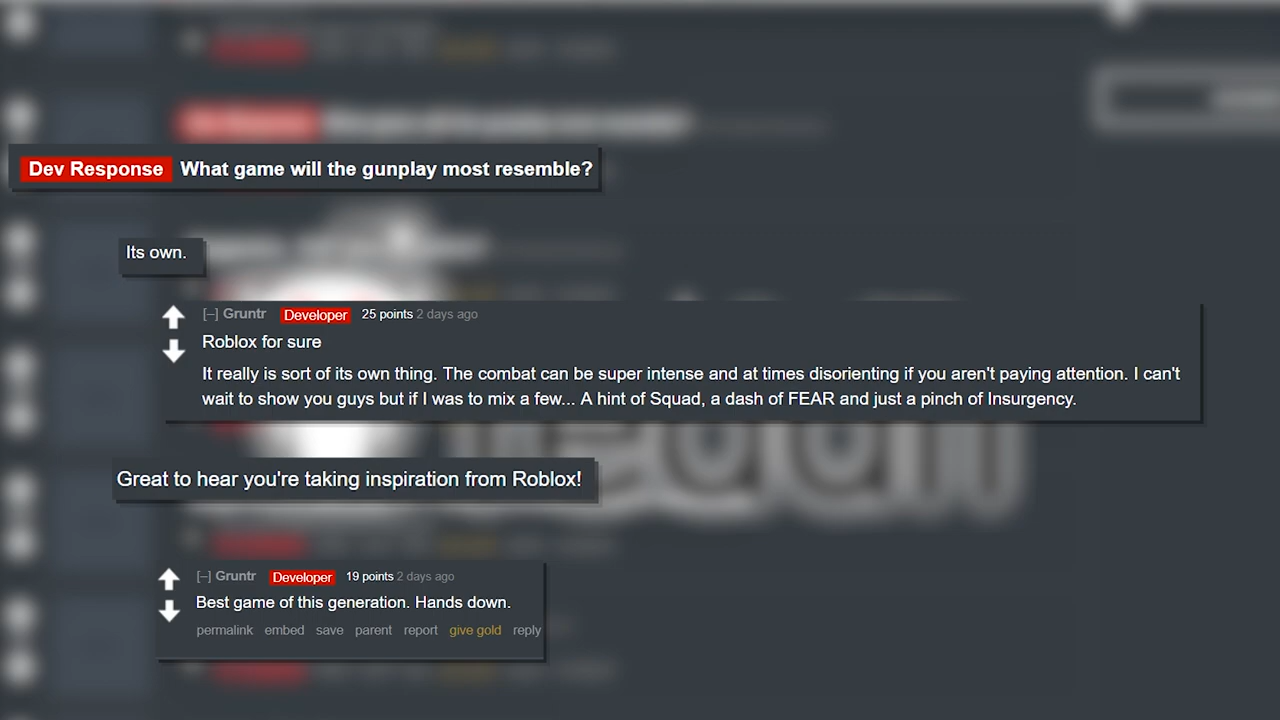 Dev Response What game will the gunplay most resemble?
Its own.
[–] Gruntr Developer 25 points 2 days ago
Roblox for sure
It really is sort of its own thing. The combat can be super intense and at times disorienting if you aren't paying attention. I can't
wait to show you guys but if I was to mix a few... A hint of Squad, a dash of FEAR and just a pinch of Insurgency.
Great to hear you're taking inspiration from Roblox!
[–] Gruntr Developer 19 points 2 days ago
Best game of this generation. Hands down.
permalink embed save parent report give gold reply